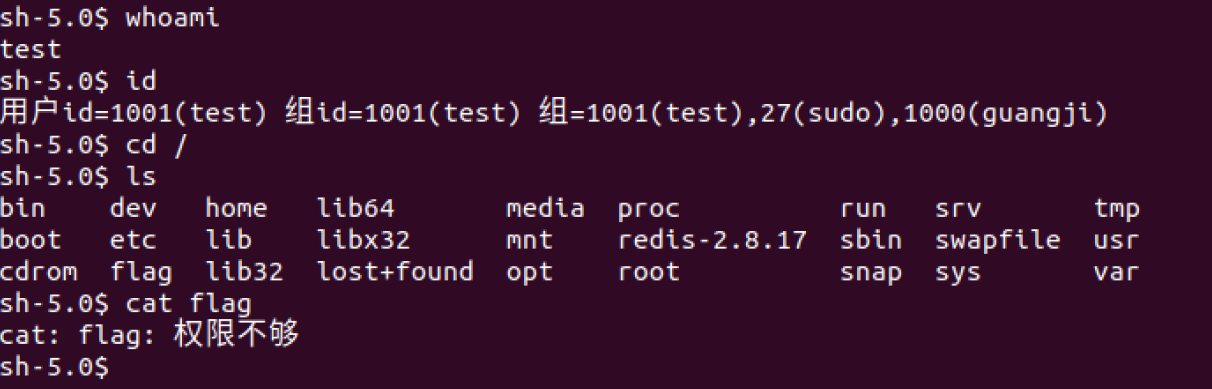 sh-5.0$ whoami
test
sh-5.0$ id
用户id=1001(test) 组id=1001(test) 组=1001(test),27(sudo),1000(guangji)
sh-5.0$ cd /
sh-5.0$ ls
bin    dev   home   lib64       media  proc          run   srv       tmp
boot   etc   lib    libx32      mnt    redis-2.8.17  sbin  swapfile  usr
cdrom  flag  lib32  lost+found  opt    root          snap  sys       var
sh-5.0$ cat flag
cat: flag: 权限不够
sh-5.0$